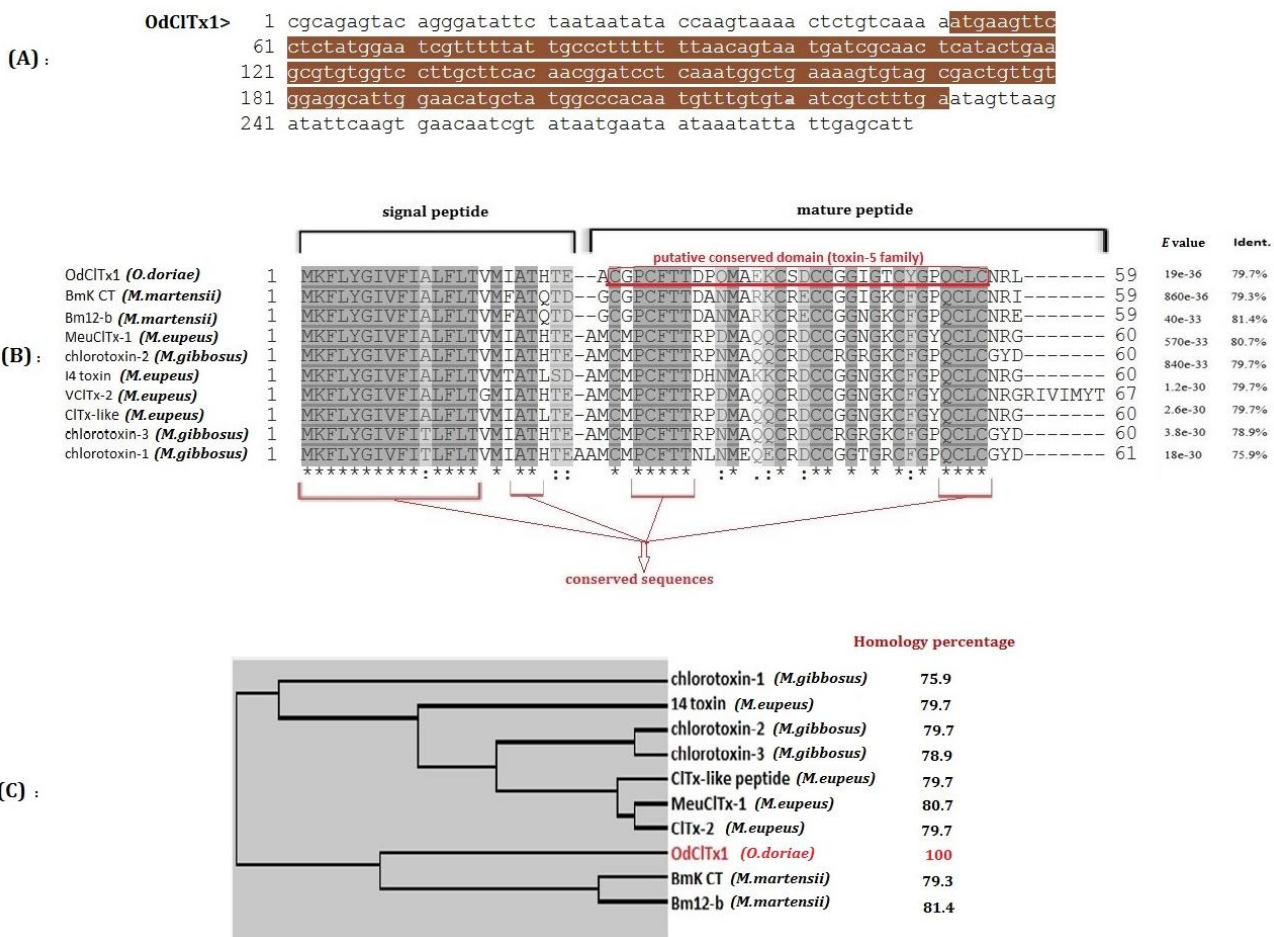 OdClTx1> 1 cgcagagtac agggatattc taataatata ccaagtaaaa ctctgtcaaa aatgaagttc
(A) : 61 ctctatggaa tcgtttttat tgcccttttt ttaacagtaa tgatcgcaac tcatactgaa
121 gcgtgtggtc cttgcttcac aacggatcct caaatggctg aaaagtgtag cgactgttgt
181 ggaggcattg gaacatgcta tggcccacaa tgtttgtgta atcgtctttg aatagttaag
241 atattcaagt gaacaatcgt ataatgaata ataaatatta ttgagcatt
signal peptide mature peptide
E value Ident.
putative conserved domain (toxin-5 family)
OdClTx1 (O.doriae) 1 MKFLYGIVFIALFLTVMIATHTE--ACGPCFTTDPQMAEKCSDCCGGIGTCYGPQCLCNRL------- 59 19e-36 79.7%
BmK CT (M.martensii) 1 MKFLYGIVFIALFLTVMFATQTD--GCGPCFTTDANMARKCRECCGGIGKCFGPQCLCNRI------- 59 860e-36 79.3%
Bm12-b (M.martensii) 1 MKFLYGIVFIALFLTVMFATQTD--GCGPCFTTDANMARKCRECCGGNGKCFGPQCLCNRE------- 59 40e-33 81.4%
MeuClTx-1 (M.eupeus) 1 MKFLYGIVFIALFLTVMIATHTE-AMCMPCFTTRPDMAQQCRDCCGGNGKCFGYQCLCNRG------- 60 570e-33 80.7%
(B) : chlorotoxin-2 (M.gibbosus) 1 MKFLYGIVFIALFLTVMIATHTE-AMCMPCFTTRPNMAQQCRDCCRGRGKCFGPQCLCGYD------- 60 840e-33 79.7%
I4 toxin (M.eupeus) 1 MKFLYGIVFIALFLTVMTATLSD-AMCMPCFTTDHNMAKKCRDCCGGNGKCFGPQCLCNRG------- 60 1.2e-30 79.7%
VClTx-2 (M.eupeus) 1 MKFLYGIVFIALFLTGMIATHTE-AMCMPCFTTRPDMAQQCRDCCGGNGKCFGYQCLCNRGRIVIMYT 67 2.6e-30 79.7%
ClTx-like (M.eupeus) 1 MKFLYGIVFITLFLTVMIATLTE-AMCMPCFTTRPDMAQQCRDCCGGNGKCFGYQCLCNRG------- 60 3.8e-30 78.9%
chlorotoxin-3 (M.gibbosus) 1 MKFLYGIVFITLFLTVMIATHTE-AMCMPCFTTRPNMAQQCRDCCRGRGKCFGPQCLCGYD------- 60 18e-30 75.9%
chlorotoxin-1 (M.gibbosus) 1 MKFLYGIVFIALFLTVMIATHTEAAMCMPCFTTNLNMEQECRDCCGGTGRCFGPQCLCGYD------- 61
**********:**** * ** :: * ***** * .:* :** * * *:* ****
conserved sequences
Homology percentage
chlorotoxin-1 (M.gibbosus) 75.9
14 toxin (M.eupeus) 79.7
chlorotoxin-2 (M.gibbosus) 79.7
chlorotoxin-3 (M.gibbosus) 78.9
(C) : ClTx-like peptide (M.eupeus) 79.7
MeuClTx-1 (M.eupeus) 80.7
ClTx-2 (M.eupeus) 79.7
OdClTx1 (O.doriae) 100
BmK CT (M.martensii) 79.3
Bm12-b (M.martensii) 81.4